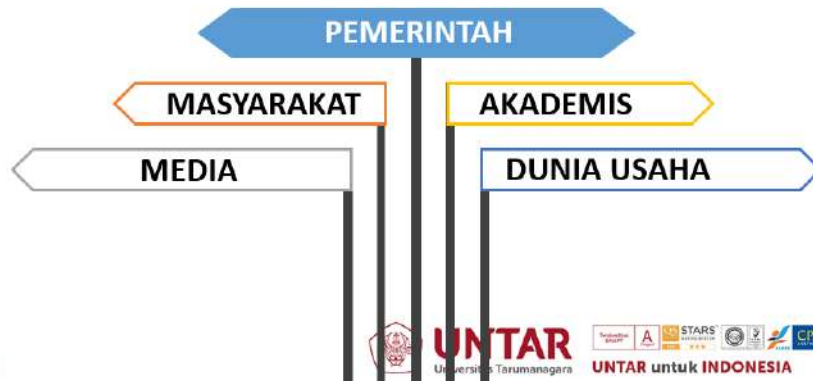 PEMERINTAH
MASYARAKAT
AKADEMIS
MEDIA
DUNIA USAHA
UNTAR
Universitas Tarumanagara
A
STARS
UNTAR untuk INDONESIA